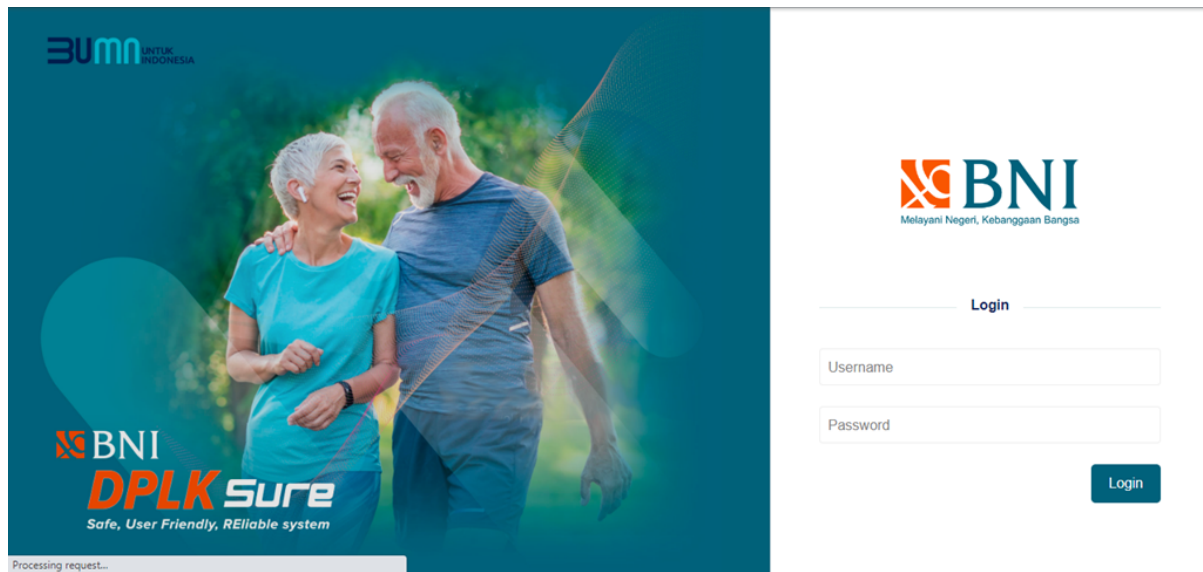 BUMN UNTUK
INDONESIA
BNI
DPLK Sure
Safe, User Friendly, REliable system
Processing request...
BNI
Melayani Negeri, Kebanggaan Bangsa
Login
Username
Password
Login